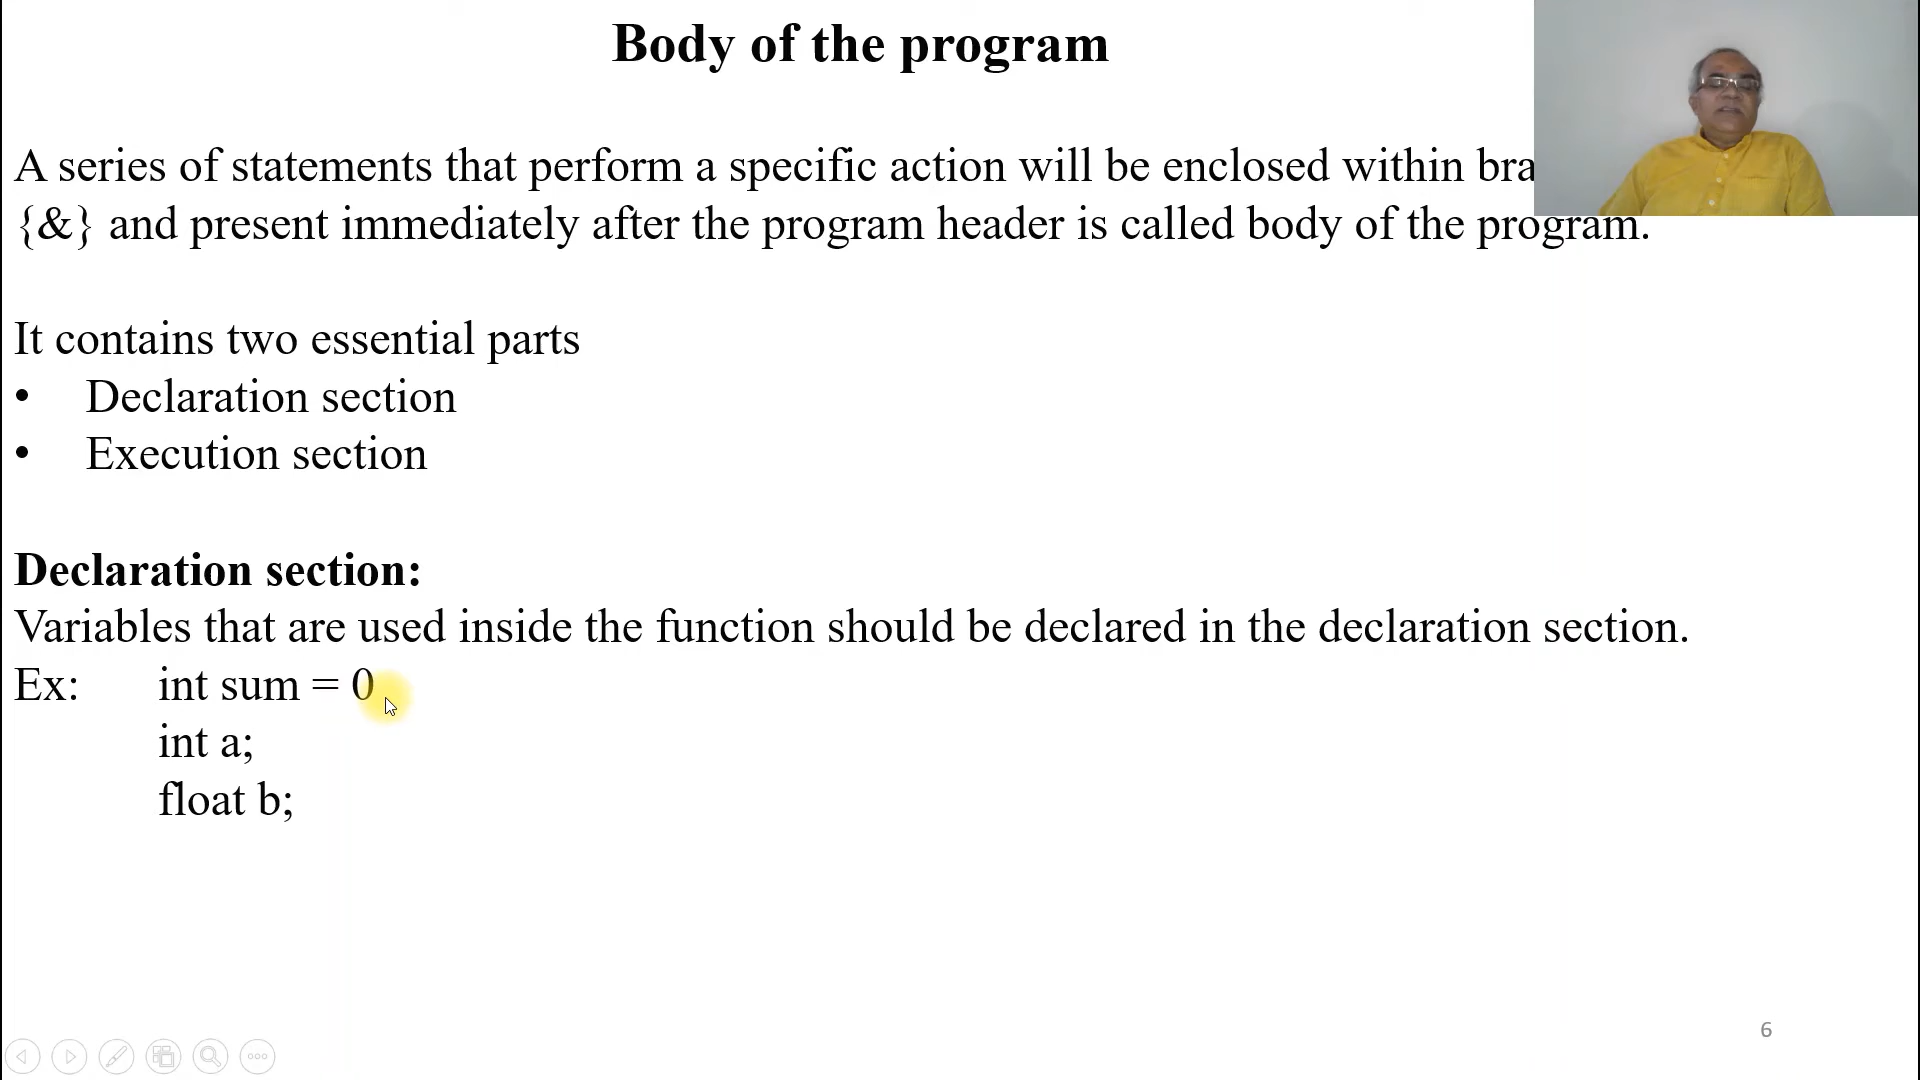 Body of the program
A series of statements that perform a specific action will be enclosed within
{&} and present immediately after the program header is called body of the program.
It contains two essential parts
• Declaration section
• Execution section
Declaration section:
Variables that are used inside the function should be declared in the declaration section.
Ex: int sum = 0
int a;
float b;
6